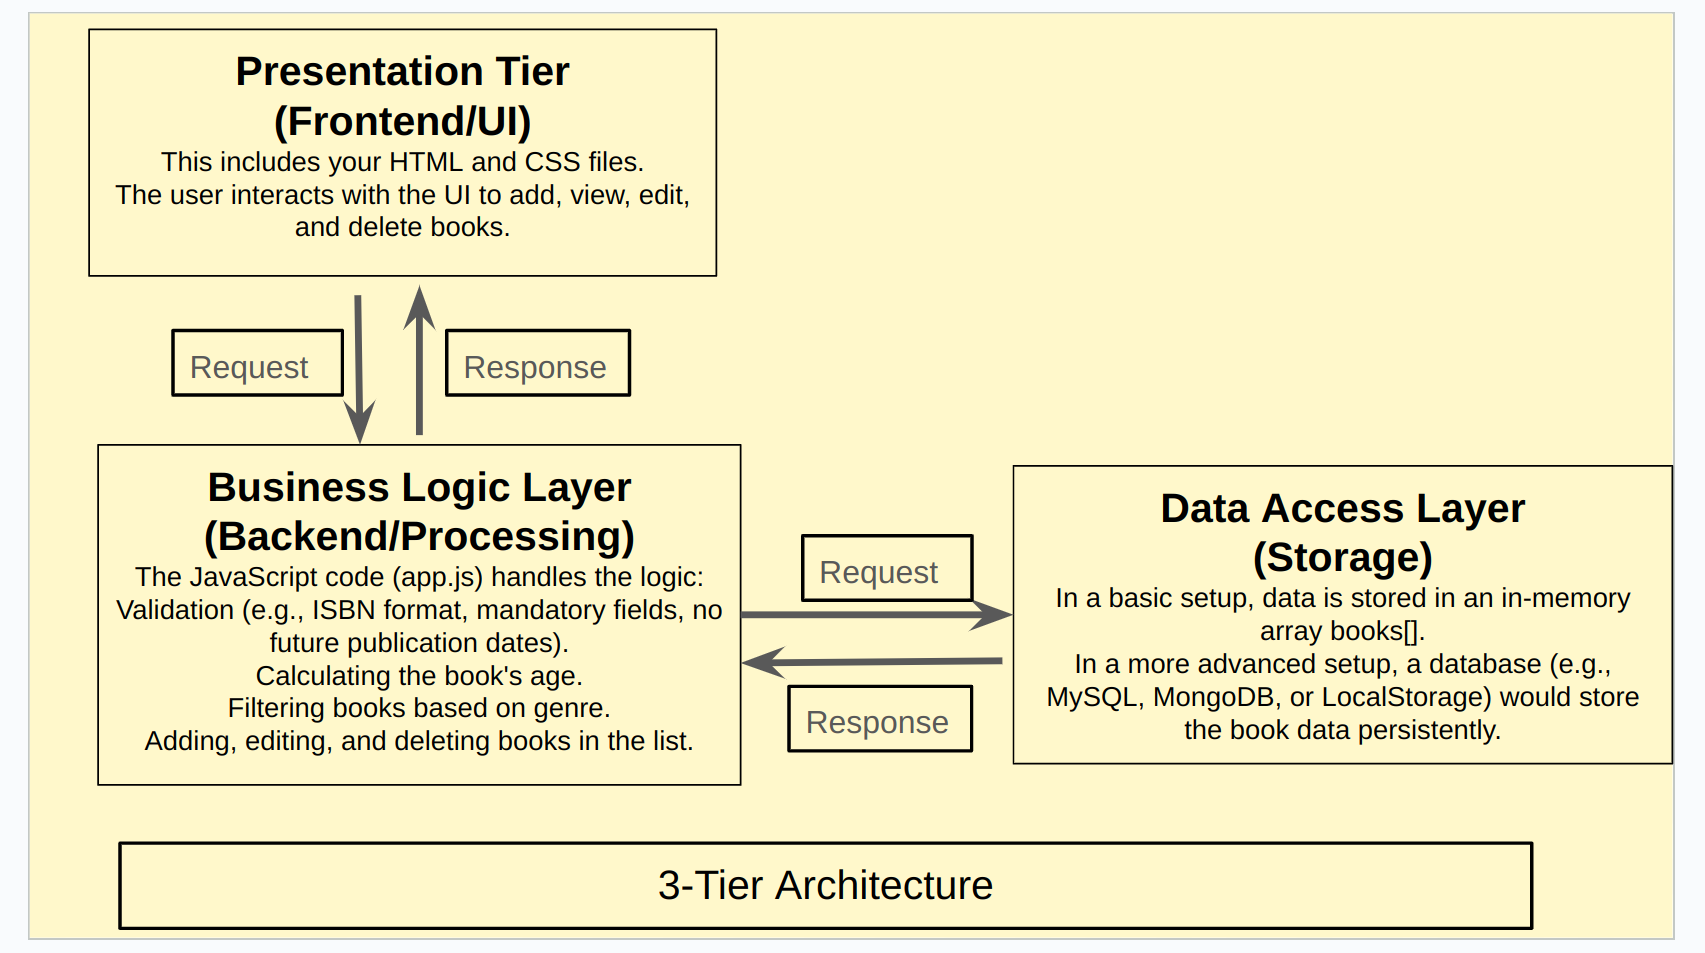 Presentation Tier
(Frontend/UI)
This includes your HTML and CSS files.
The user interacts with the UI to add, view, edit,
and delete books.
Request
Response
Business Logic Layer
(Backend/Processing)
The JavaScript code (app.js) handles the logic:
Validation (e.g., ISBN format, mandatory fields, no
future publication dates).
Calculating the book's age.
Filtering books based on genre.
Adding, editing, and deleting books in the list.
Request
Response
Data Access Layer
(Storage)
In a basic setup, data is stored in an in-memory
array books[].
In a more advanced setup, a database (e.g.,
MySQL, MongoDB, or LocalStorage) would store
the book data persistently.
3-Tier Architecture